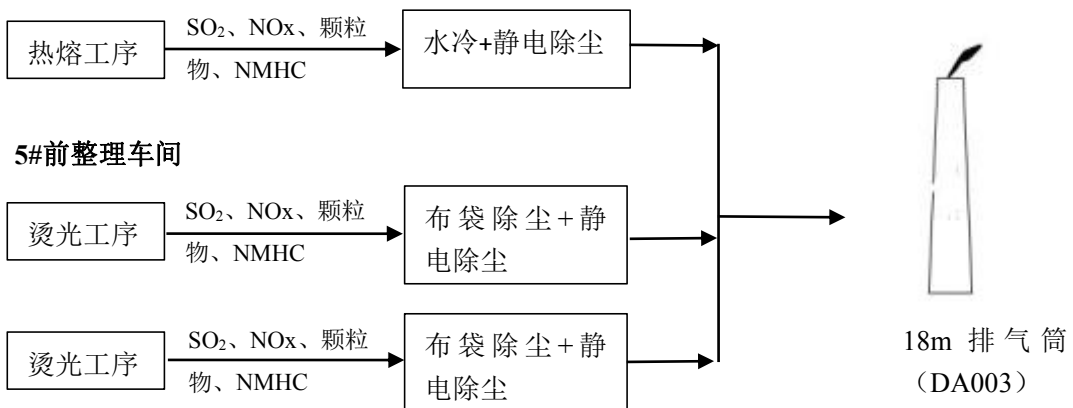 SO₂、NOx、颗粒
热熔工序
物、NMHC
水冷+静电除尘
5#前整理车间
SO₂、NOx、颗粒
烫光工序
物、NMHC
布袋除尘+静
电除尘
SO₂、NOx、颗粒
烫光工序
物、NMHC
布袋除尘+静
电除尘
18m 排气筒
（DA003）